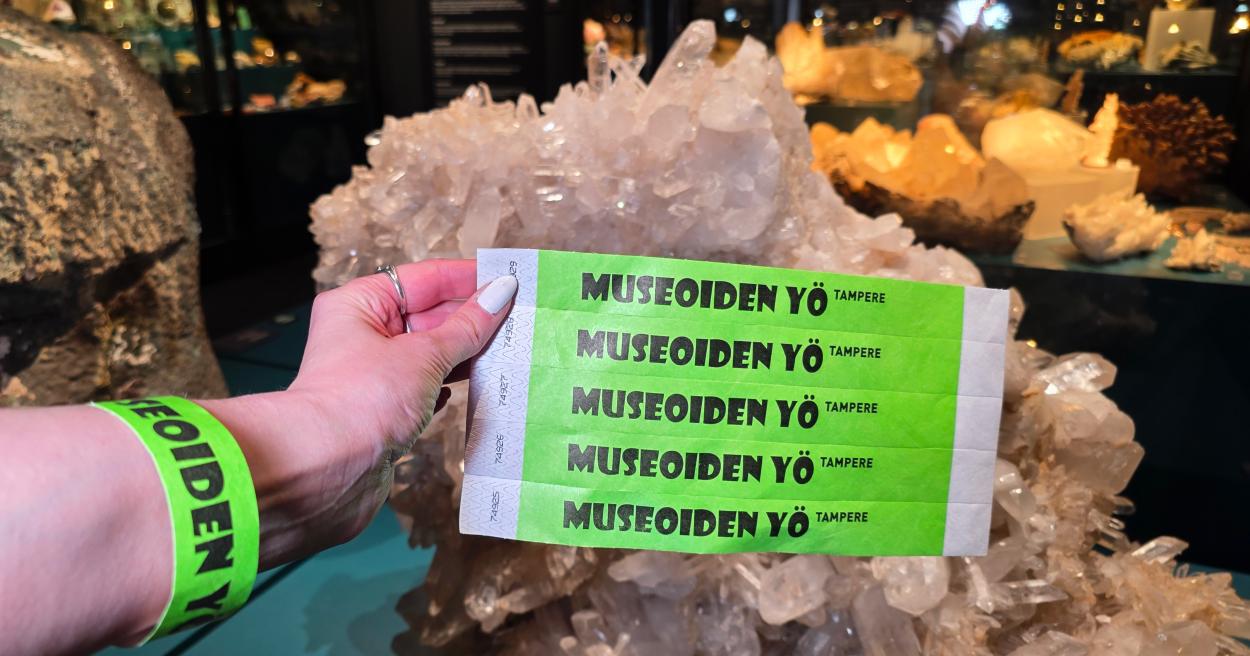 MUSEOIDEN YÖ TAMPERE
MUSEOIDEN YÖ TAMPERE
MUSEOIDEN YÖ TAMPERE
MUSEOIDEN YÖ TAMPERE
MUSEOIDEN YÖ TAMPERE
74928
74927
74926
74925
SEOIDEN Y